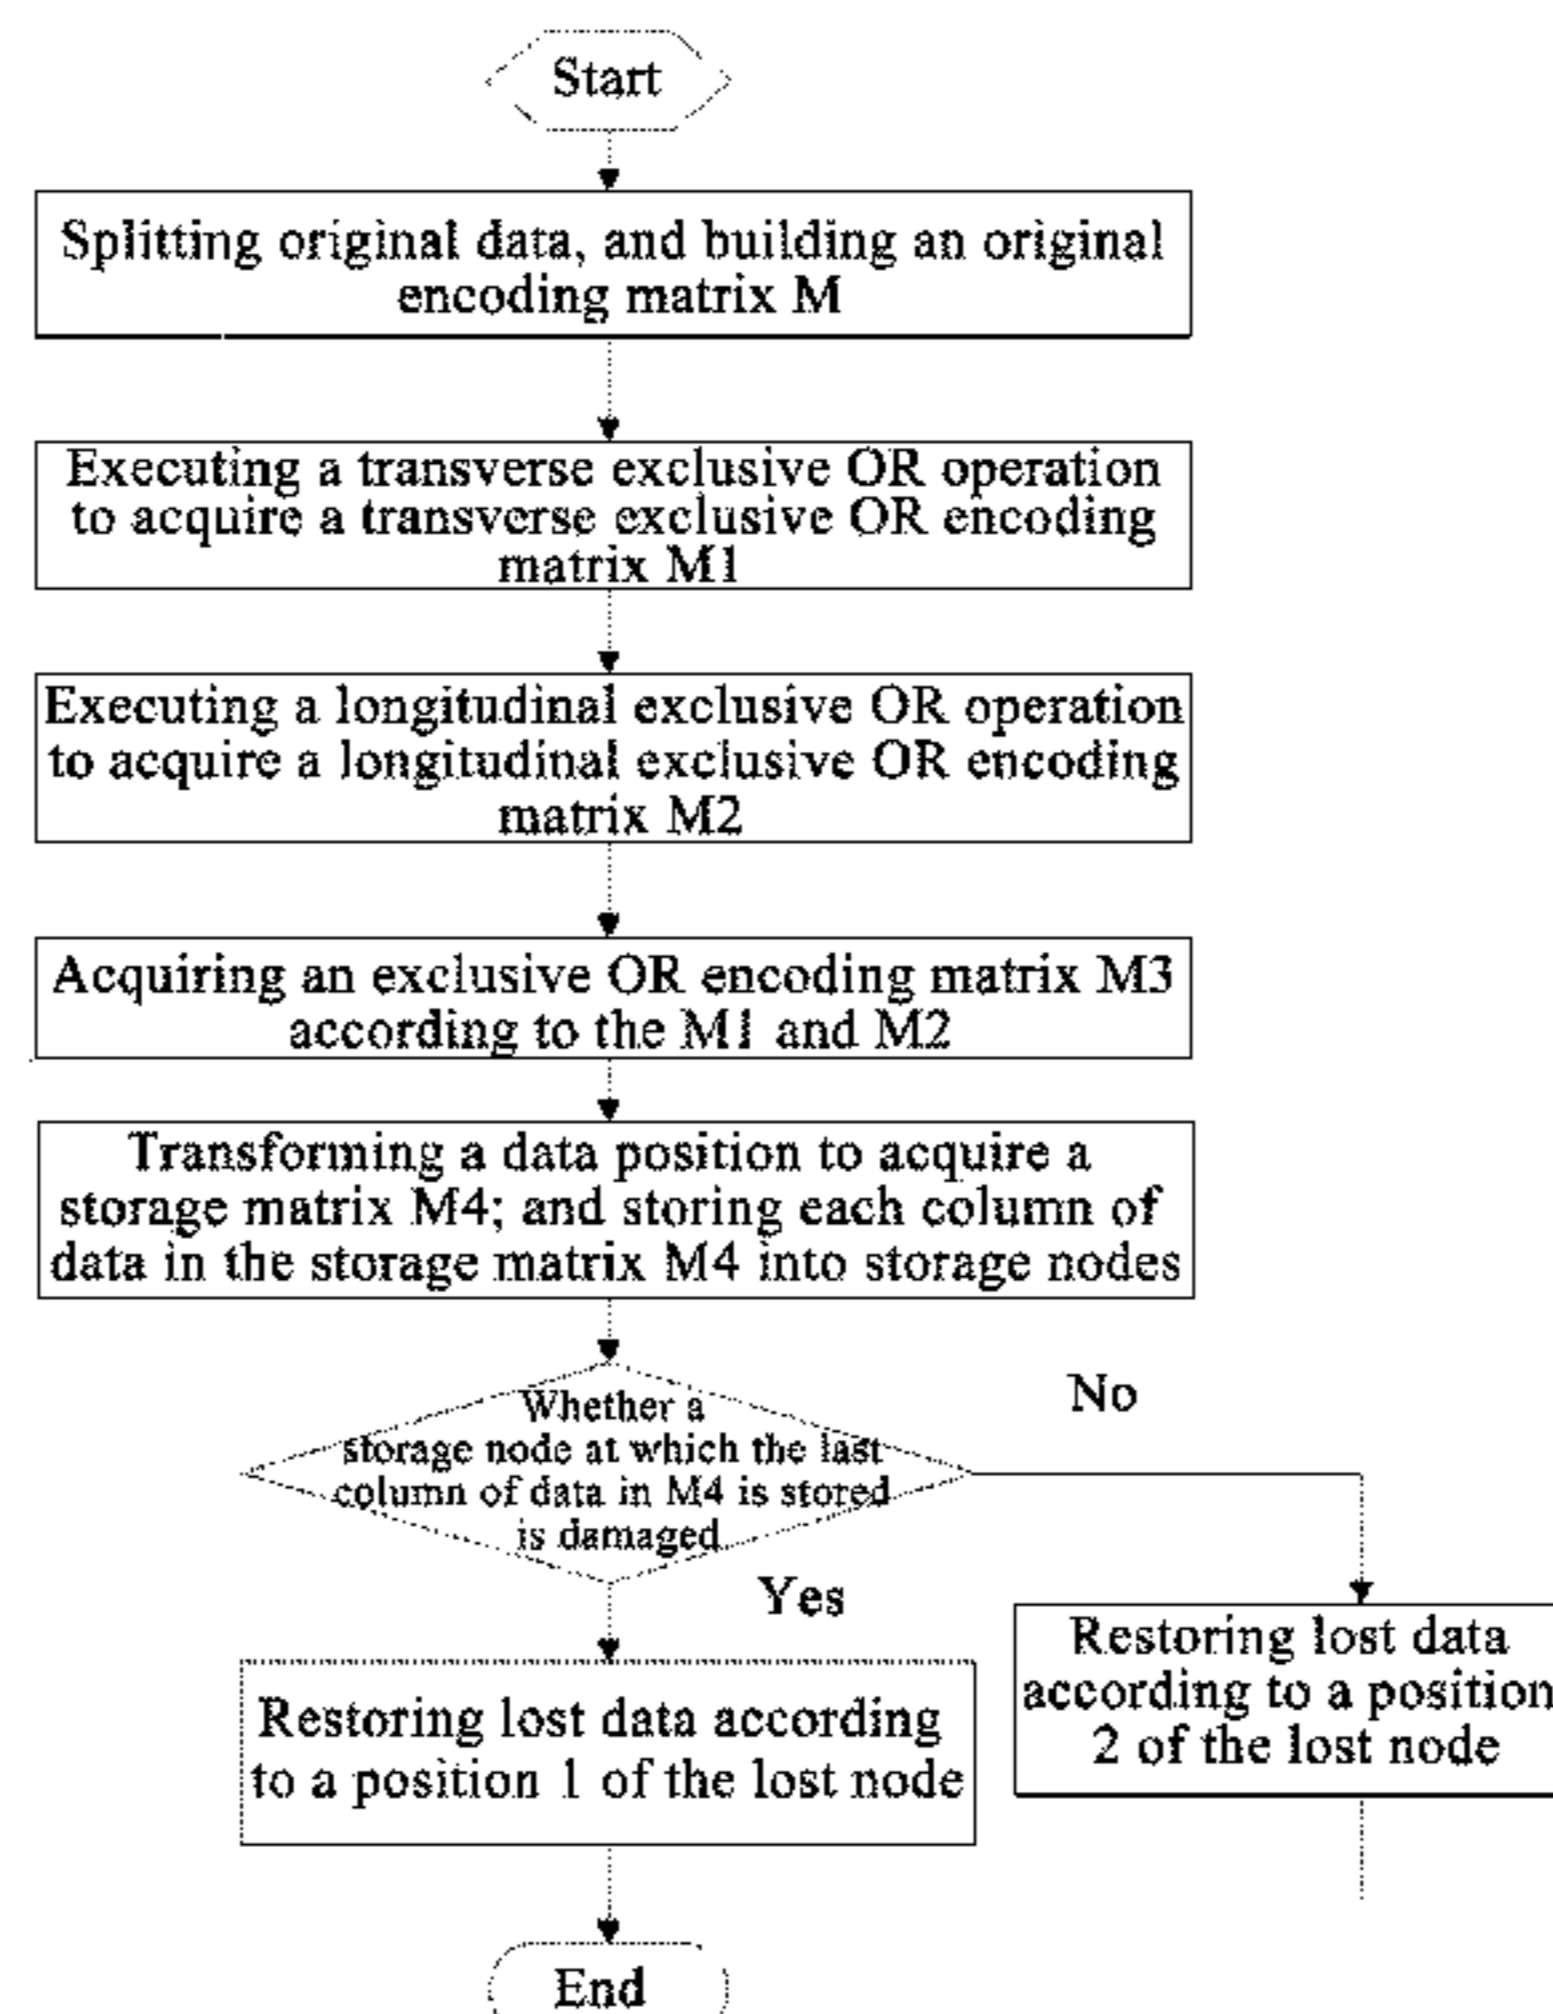 Start
Splitting original data, and building an original
encoding matrix M
Executing a transverse exclusive OR operation
to acquire a transverse exclusive OR encoding
matrix M1
Executing a longitudinal exclusive OR operation
to acquire a longitudinal exclusive OR encoding
matrix M2
Acquiring an exclusive OR encoding matrix M3
according to the M1 and M2
Transforming a data position to acquire a
storage matrix M4; and storing each column of
data in the storage matrix M4 into storage nodes
Whether a
storage node at which the last
column of data in M4 is stored
is damaged
No
Yes
Restoring lost data
according to a position
2 of the lost node
Restoring lost data according
to a position 1 of the lost node
End